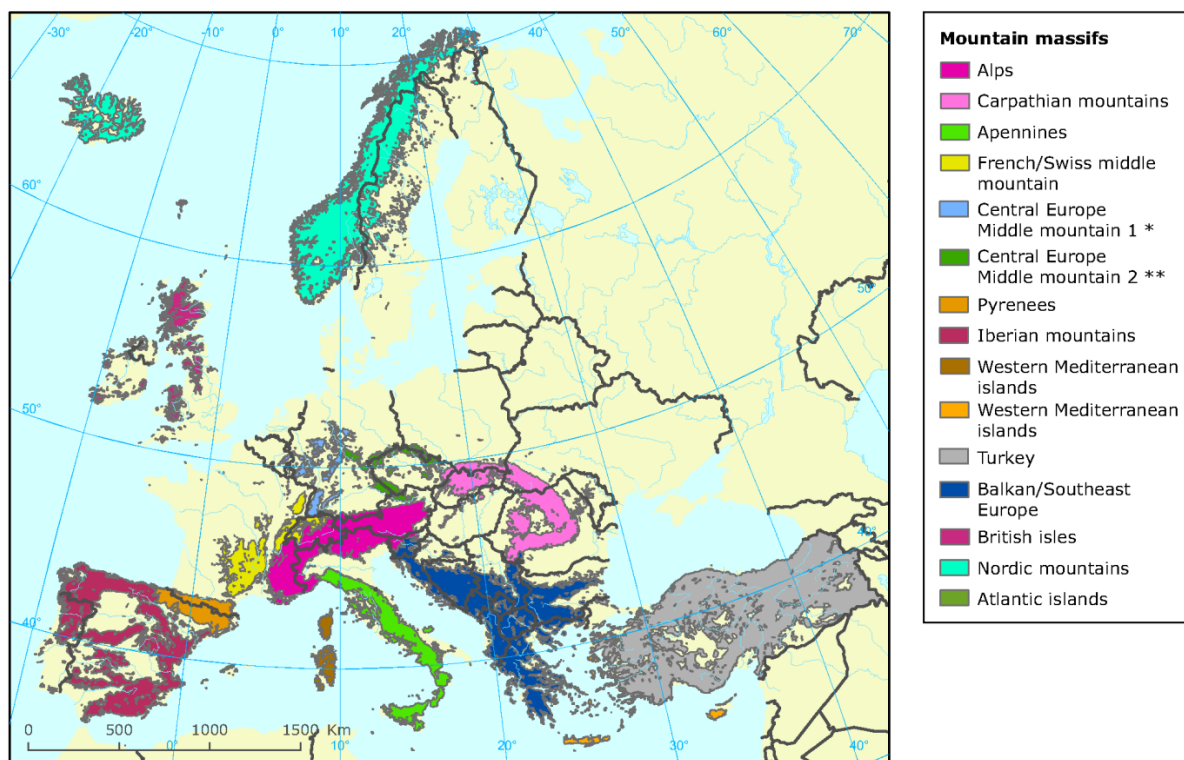 -30°
-20°
-10°
0°
10°
20°
30°
40°
50°
60°
70°
60°
50°
50°
40°
40°
0
500
1000
1500 Km
0°
10°
20°
30°
40°
Mountain massifs
Alps
Carpathian mountains
Apennines
French/Swiss middle
mountain
Central Europe
Middle mountain 1 *
Central Europe
Middle mountain 2 **
Pyrenees
Iberian mountains
Western Mediterranean
islands
Western Mediterranean
islands
Turkey
Balkan/Southeast
Europe
British isles
Nordic mountains
Atlantic islands